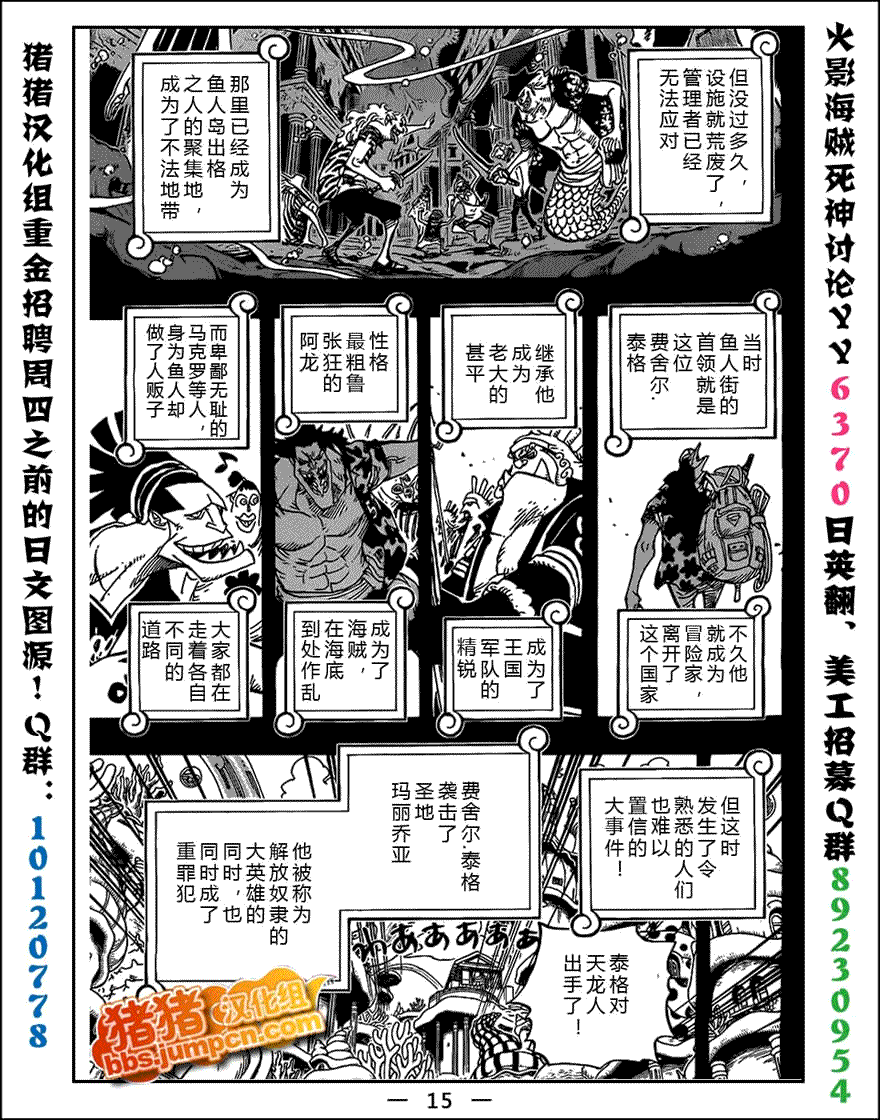 但没过多久，
设施就荒废了，
管理者已经
无法应对
那里已经成为
鱼人岛出格
之人的聚集地，
成为了不法地带
当时
鱼人街的
首领就是
这位
费舍尔·
泰格
不久他
就成为
冒险家，
离开了
这个国家
继承他
成为
老大的
甚平
成为了
王国
军队的
精锐
性格
最粗鲁
张狂的
阿龙
成为了
海贼，
在海底
到处作乱
而卑鄙无耻的
马克罗等人，
身为鱼人却
做了人贩子
大家都在
走着各自
不同的
道路
但这时
发生了令
熟悉的人们
也难以
置信的
大事件！
费舍尔·泰格
袭击了
圣地
玛丽乔亚
他被称为
解放奴隶的
大英雄的
同时，也
同时成了
重罪犯
泰格对
天龙人
出手了！
わあああ
火影海贼死神讨论YY6370日英翻、美工招募Q群89230954
猪猪汉化组重金招聘周四之前的日文图源！Q群：10120778
猪猪汉化组
bbs.jumpcn.com
— 15 —